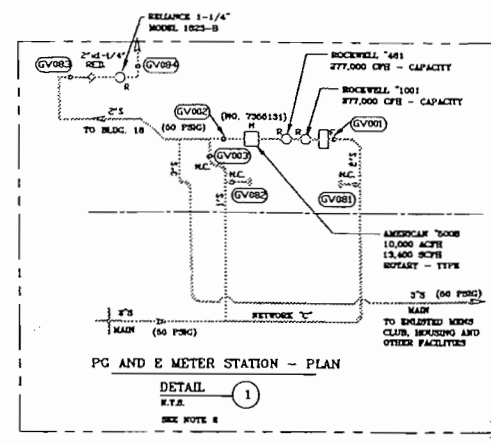 RELIANCE 1-1/4"
MODEL 1823-B
2"x1-1/4"
RED.
GV083
GV084
R
ROCKWELL "461
277,000 CFH - CAPACITY
ROCKWELL "1001
277,000 CFH - CAPACITY
2"S
TO BLDG. 18 (60 PSIG)
GV002
(NO. 7366131)
M
R
R
F
GV001
GV003
N.C.
GV082
N.C.
GV081
2"S
3"S
1"S
AMERICAN "5000
10,000 ACFH
13,400 SCFH
ROTARY - TYPE
3"S (60 PSIG)
MAIN
TO ENLISTED MENS
CLUB, HOUSING AND
OTHER FACILITIES
MAIN
(60 PSIG)
NETWORK "C"
PG AND E METER STATION - PLAN
DETAIL 1
N.T.S.
SEE NOTE